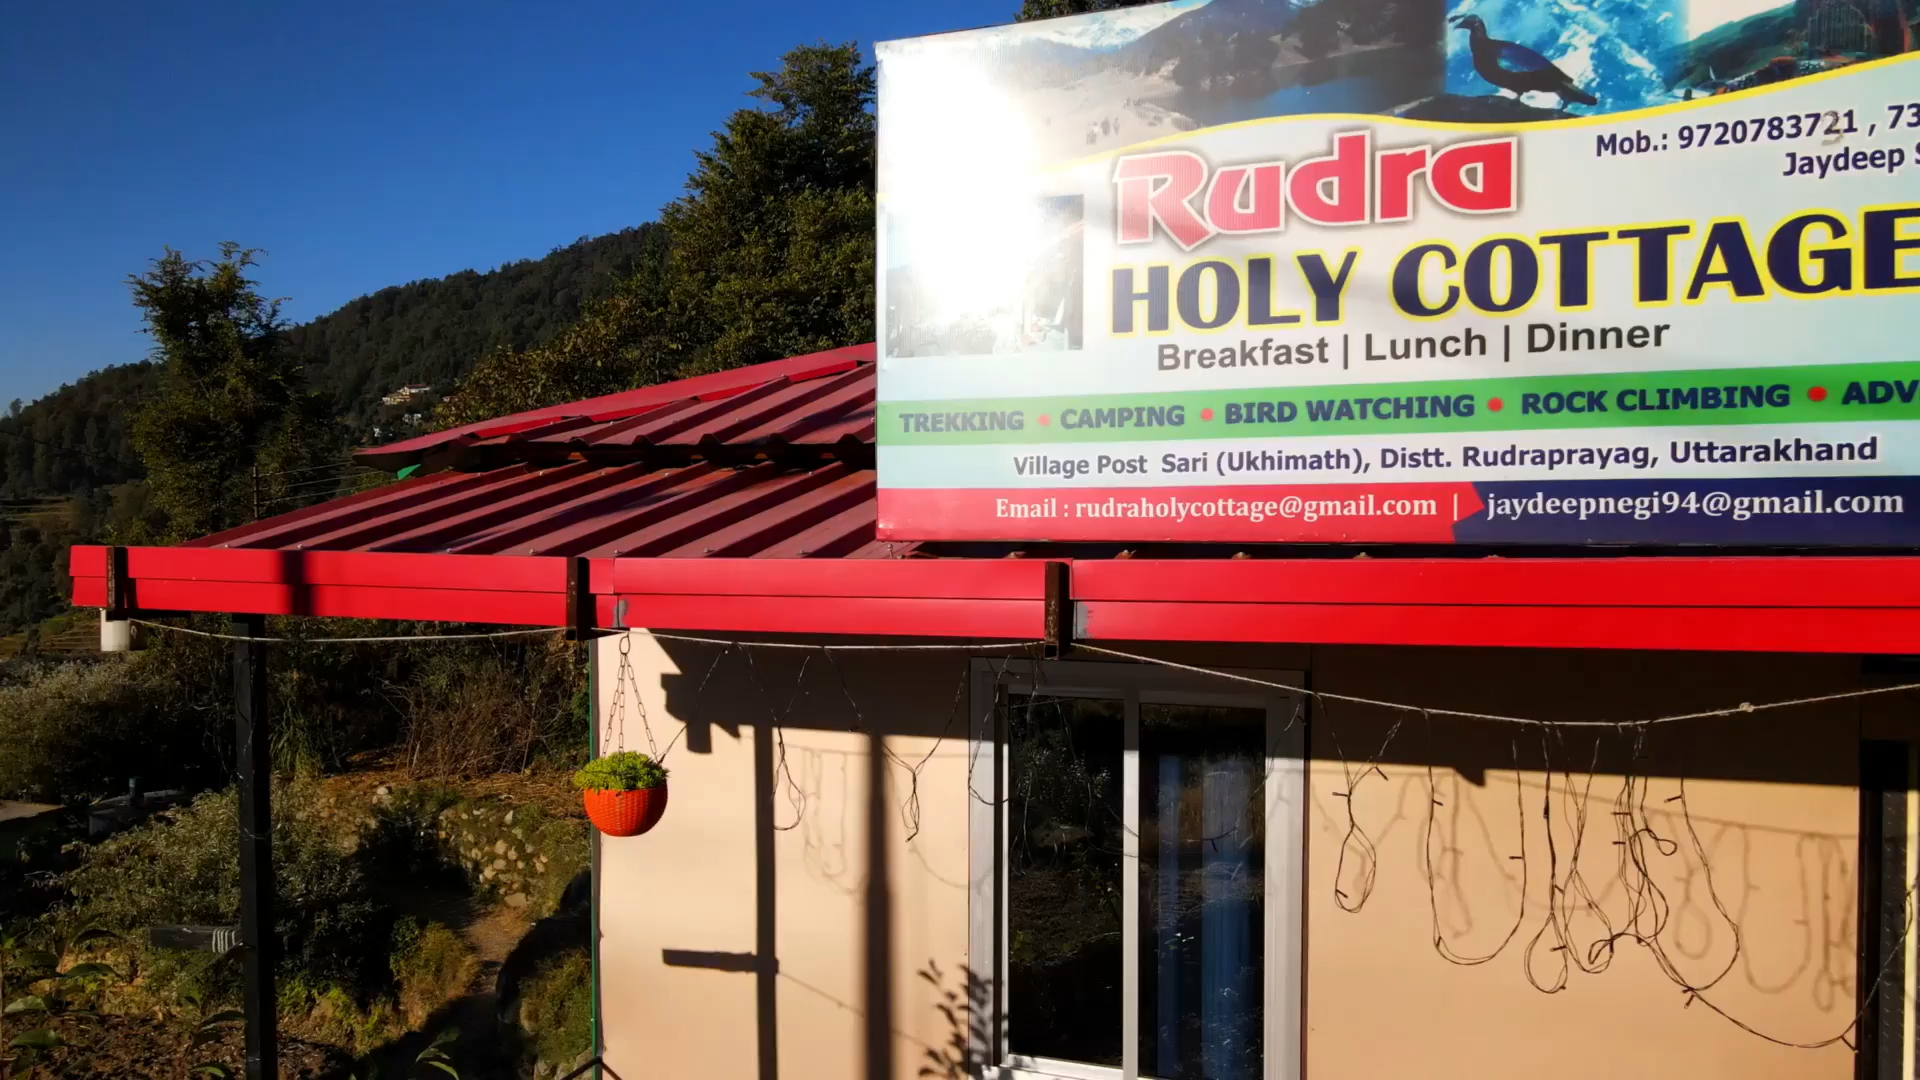 Mob.: 9720783721 , 73
Jaydeep S
Rudra
HOLY COTTAGE
Breakfast | Lunch | Dinner
TREKKING • CAMPING • BIRD WATCHING • ROCK CLIMBING • ADV
Village Post Sari (Ukhimath), Distt. Rudraprayag, Uttarakhand
Email : rudraholycottage@gmail.com | jaydeepnegi94@gmail.com